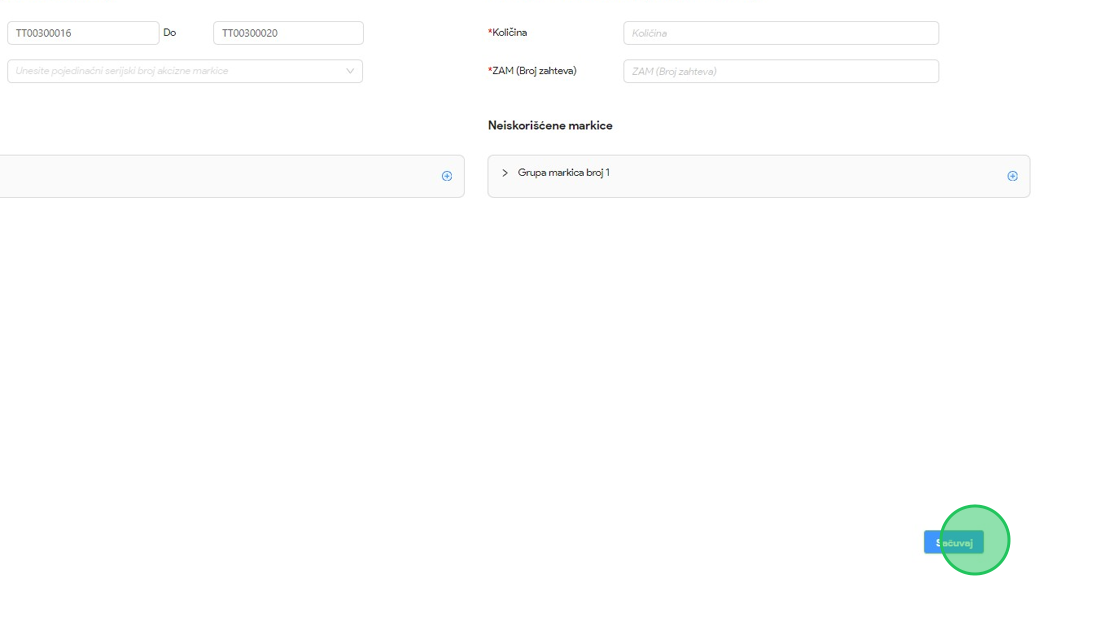 TT00300016 Do TT00300020 *Količina Količina
Unesite pojedinačni serijski broj akcizne markice *ZAM (Broj zahteva) ZAM (Broj zahteva)
Neiskorišćene markice
Grupa markica broj 1
Sačuvaj